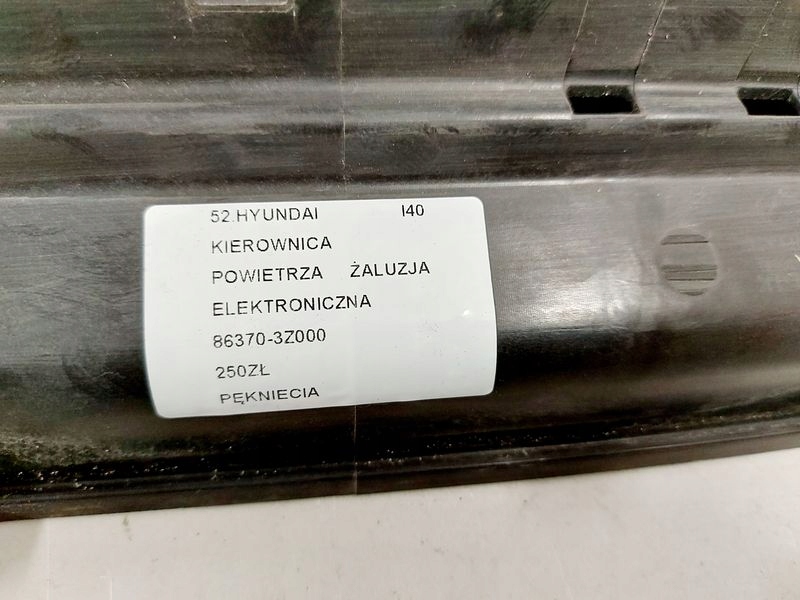 52.HYUNDAI I40
KIEROWNICA
POWIETRZA ŻALUZJA
ELEKTRONICZNA
86370-3Z000
250ZŁ
PĘKNIECIA